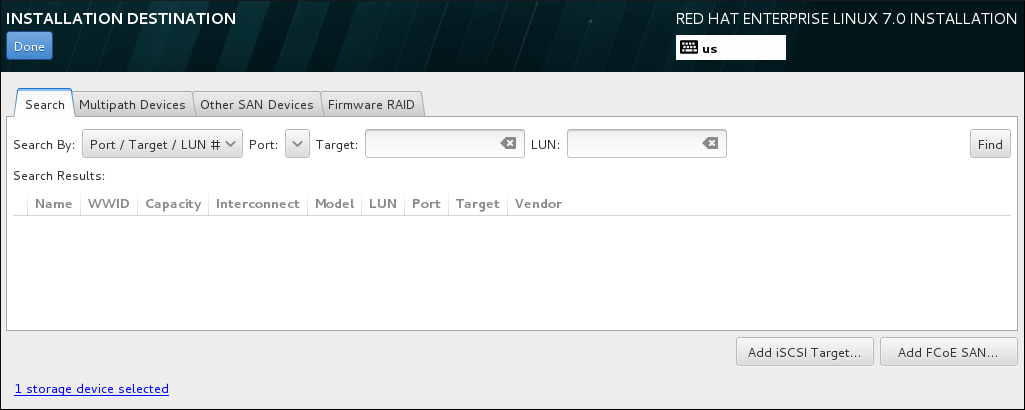 INSTALLATION DESTINATION
RED HAT ENTERPRISE LINUX 7.0 INSTALLATION
Done
us
Search Multipath Devices Other SAN Devices Firmware RAID
Search By: Port / Target / LUN # Port: Target: LUN: Find
Search Results:
Name WWID Capacity Interconnect Model LUN Port Target Vendor
Add iSCSI Target... Add FCoE SAN...
1 storage device selected